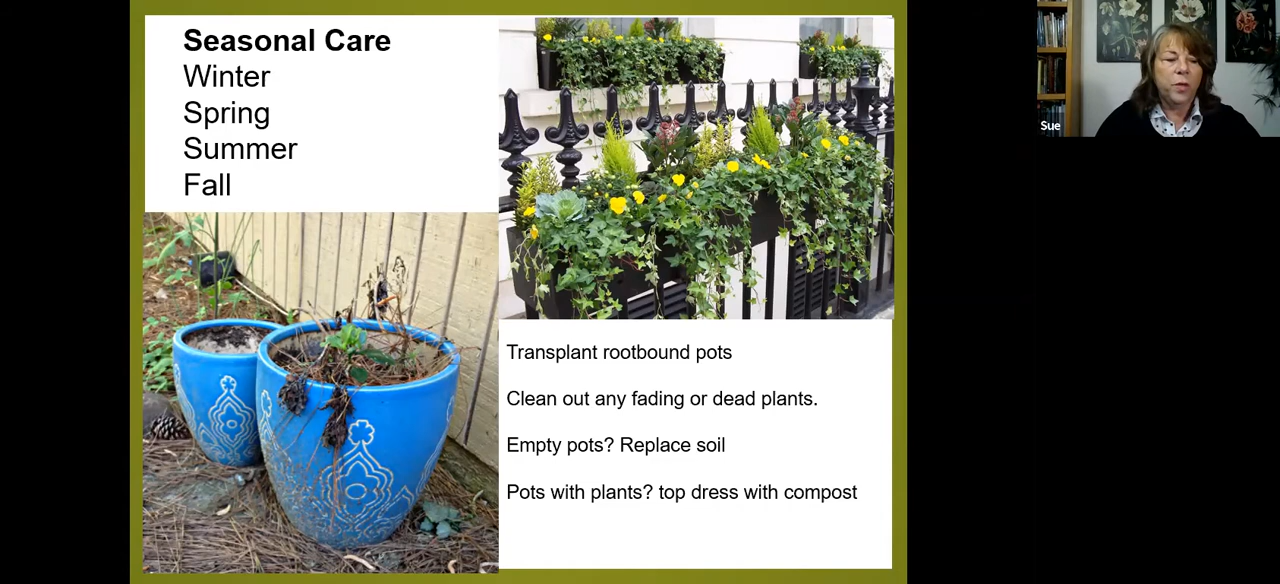 Seasonal Care
Winter
Spring
Summer
Fall
Transplant rootbound pots
Clean out any fading or dead plants.
Empty pots? Replace soil
Pots with plants? top dress with compost
Sue